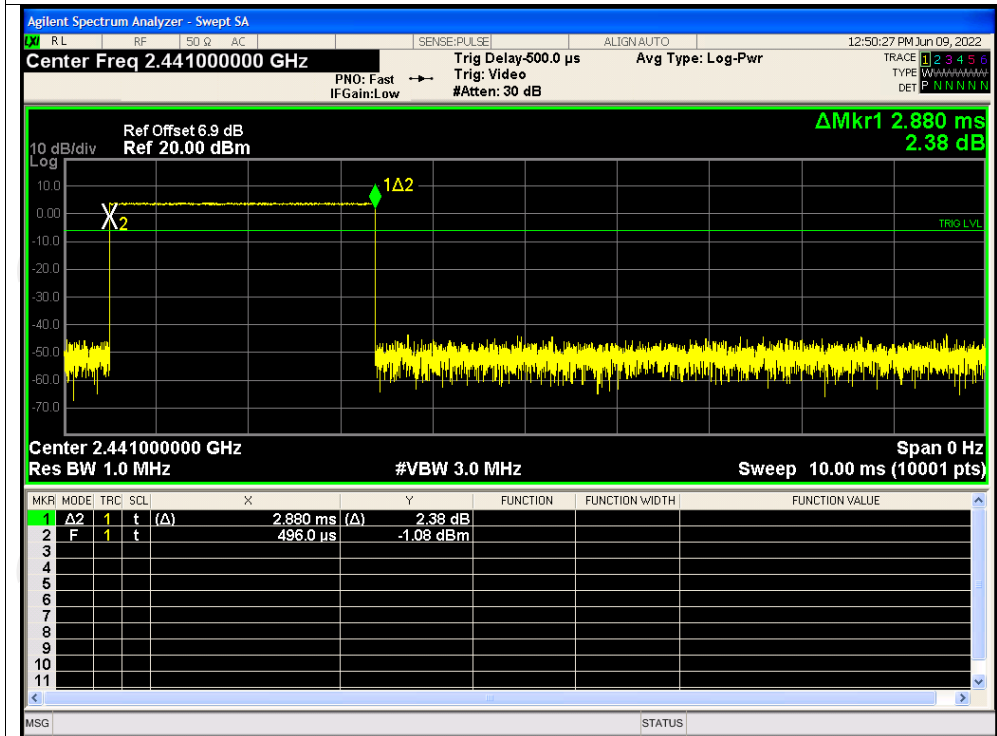 Agilent Spectrum Analyzer - Swept SA
LXI RL RF 50 Ω AC SENSE:PULSE ALIGNAUTO 12:50:27 PM Jun 09, 2022
Center Freq 2.441000000 GHz
PNO: Fast
IFGain:Low
Trig Delay-500.0 µs
Trig: Video
#Atten: 30 dB
Avg Type: Log-Pwr
TRACE 1 2 3 4 5 6
TYPE WWWWWW
DET P N N N N N
ΔMkr1 2.880 ms
2.38 dB
Ref Offset 6.9 dB
10 dB/div Ref 20.00 dBm
Log
10.0
0.00
-10.0
-20.0
-30.0
-40.0
-50.0
-60.0
-70.0
1Δ2
X2
TRIG LVL
Center 2.441000000 GHz Span 0 Hz
Res BW 1.0 MHz #VBW 3.0 MHz Sweep 10.00 ms (10001 pts)
MKR MODE TRC SCL X Y FUNCTION FUNCTION WIDTH FUNCTION VALUE
1 Δ2 1 t (Δ) 2.880 ms (Δ) 2.38 dB
2 F 1 t 496.0 µs -1.08 dBm
3
4
5
6
7
8
9
10
11
MSG STATUS